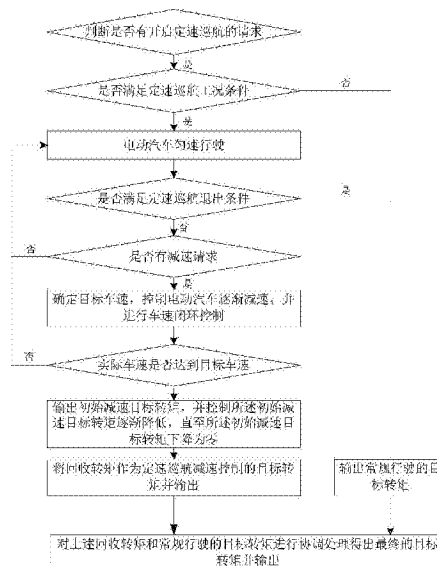 判断是否有开启定速巡航的请求
是
是否满足定速巡航工况条件
否
是
电动汽车匀速行驶
是否满足定速巡航退出条件
是
否
否
是否有减速请求
是
确定目标车速，控制电动汽车逐渐减速，并
进行车速闭环控制
否
实际车速是否达到目标车速
输出初始减速目标转矩，并控制所述初始减
速目标转矩逐渐降低，直至所述初始减速目
标转矩下降为零
将回收转矩作为定速巡航减速控制的目标转
矩并输出
输出常规行驶的目
标转矩
对上述回收转矩和常规行驶的目标转矩进行协调处理得出最终的目标
转矩并输出